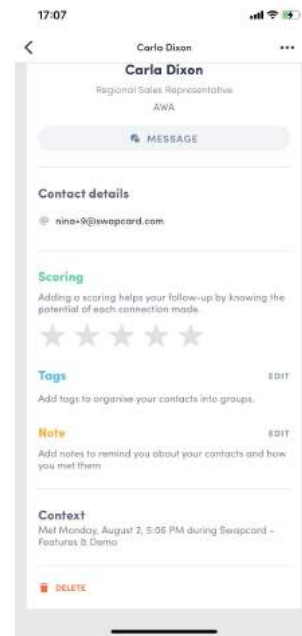 17:07
Carla Dixon
Carla Dixon
Regional Sales Representative
AWA
MESSAGE
Contact details
@ nina+9@swapcard.com
Scoring
Adding a scoring helps your follow-up by knowing the
potential of each connection made.
Tags EDIT
Add tags to organise your contacts into groups.
Note EDIT
Add notes to remind you about your contacts and how
you met them
Context
Met Monday, August 2, 5:06 PM during Swapcard -
Features & Demo
DELETE